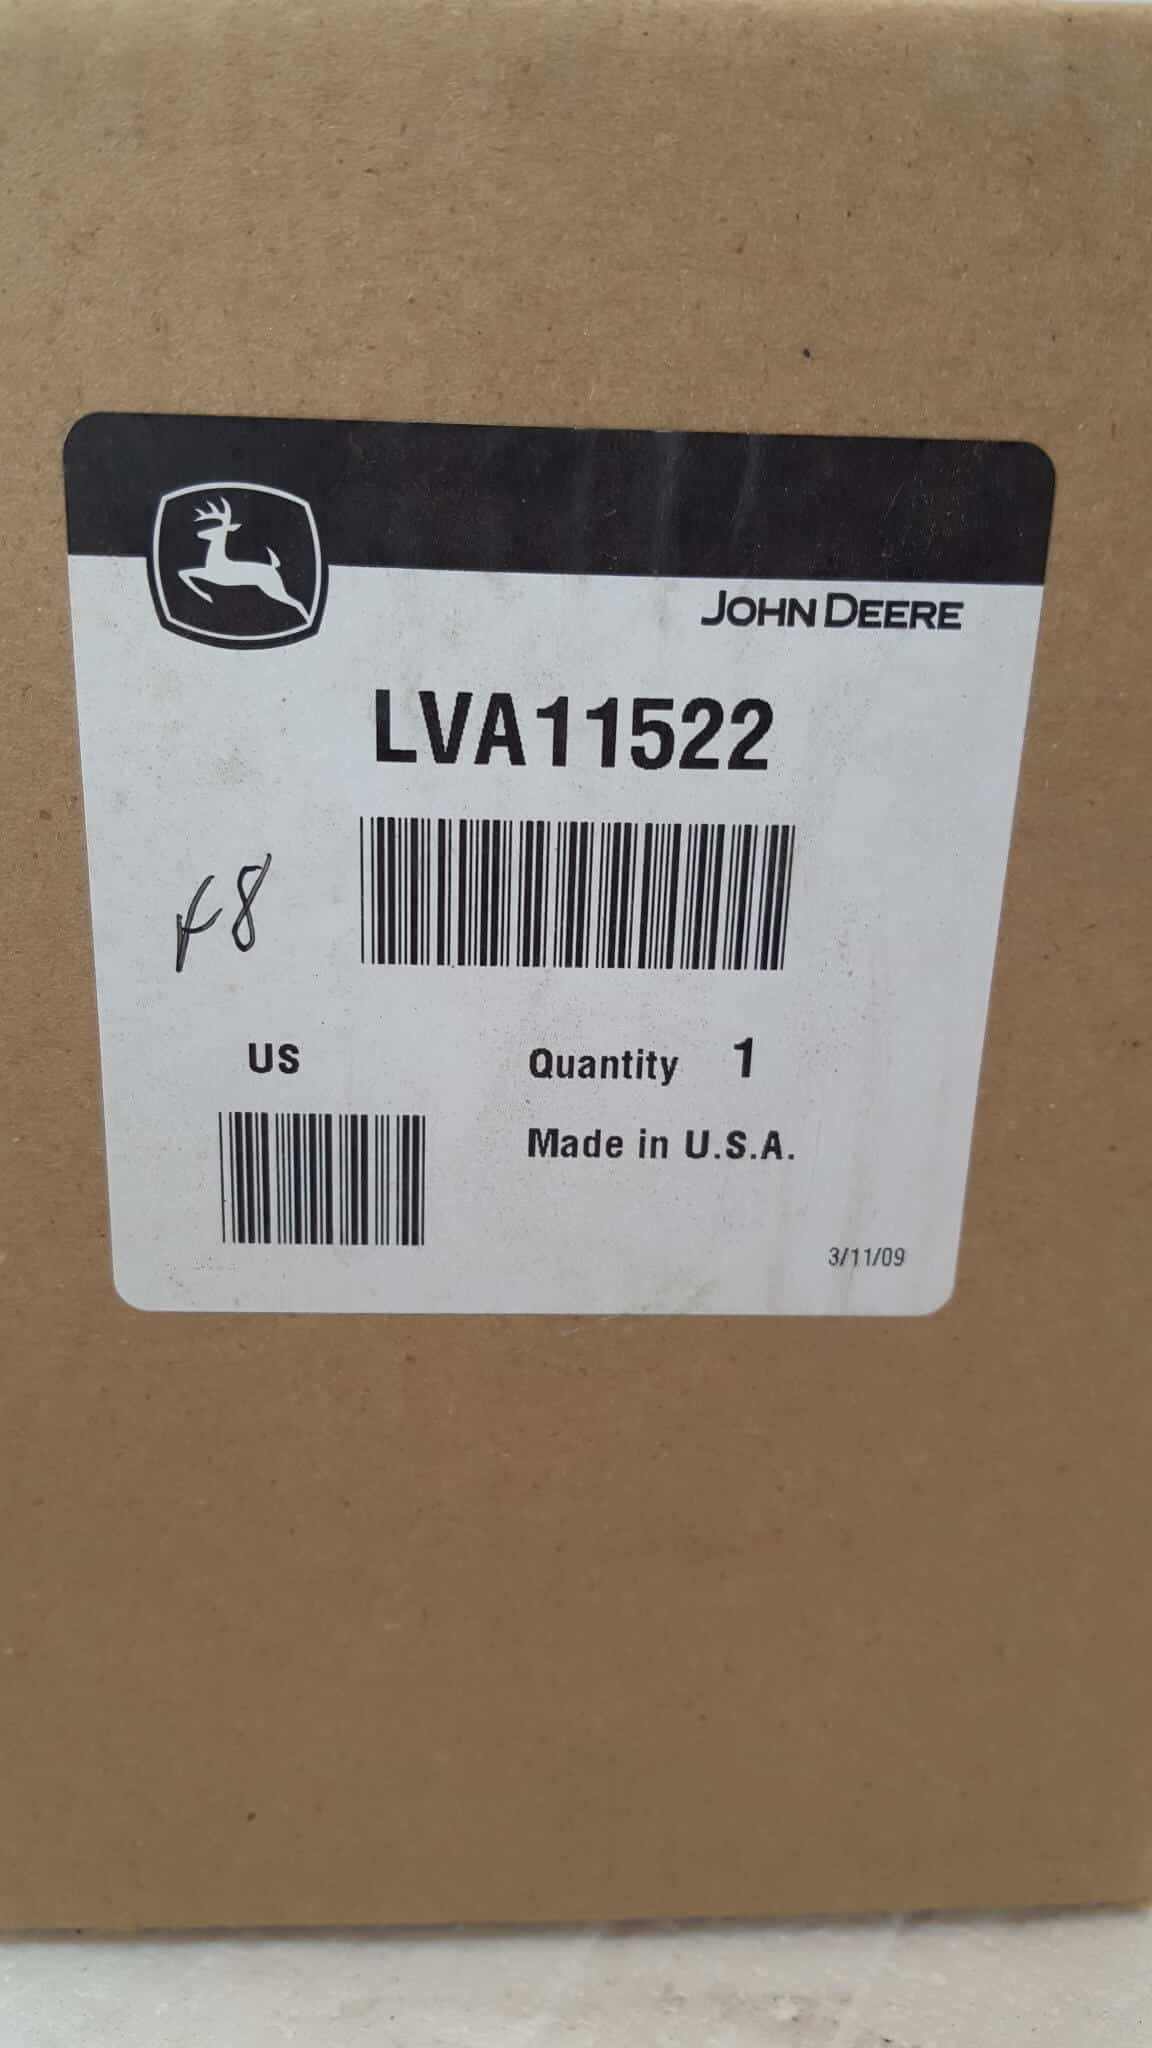 JOHN DEERE
LVA11522
F8
US
Quantity 1
Made in U.S.A.
3/11/09